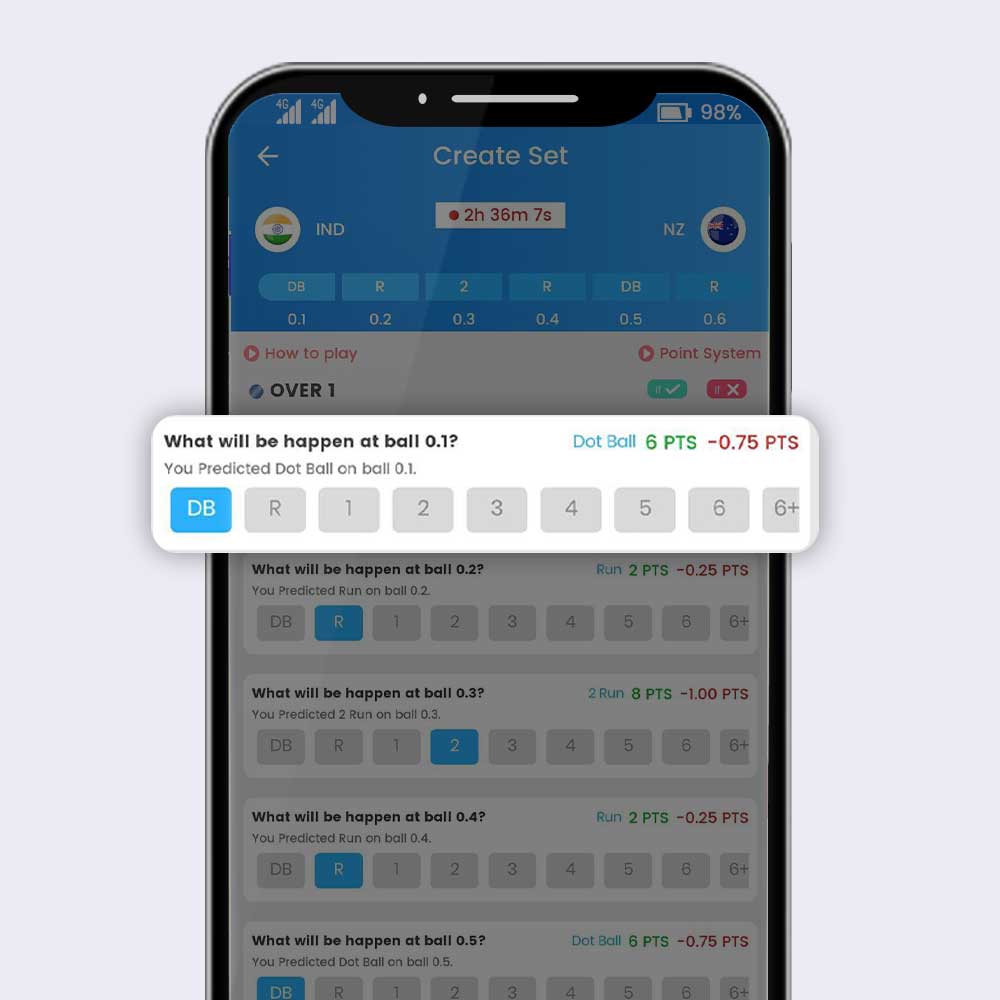 4G 4G 98%
Create Set
2h 36m 7s
IND NZ
DB R 2 R DB R
0.1 0.2 0.3 0.4 0.5 0.6
How to play Point System
OVER 1 If If
What will be happen at ball 0.1? Dot Ball 6 PTS -0.75 PTS
You Predicted Dot Ball on ball 0.1.
DB R 1 2 3 4 5 6 6+
What will be happen at ball 0.2? Run 2 PTS -0.25 PTS
You Predicted Run on ball 0.2.
DB R 1 2 3 4 5 6 6+
What will be happen at ball 0.3? 2 Run 8 PTS -1.00 PTS
You Predicted 2 Run on ball 0.3.
DB R 1 2 3 4 5 6 6+
What will be happen at ball 0.4? Run 2 PTS -0.25 PTS
You Predicted Run on ball 0.4.
DB R 1 2 3 4 5 6 6+
What will be happen at ball 0.5? Dot Ball 6 PTS -0.75 PTS
You Predicted Dot Ball on ball 0.5.
DB R 1 2 3 4 5 6 6+